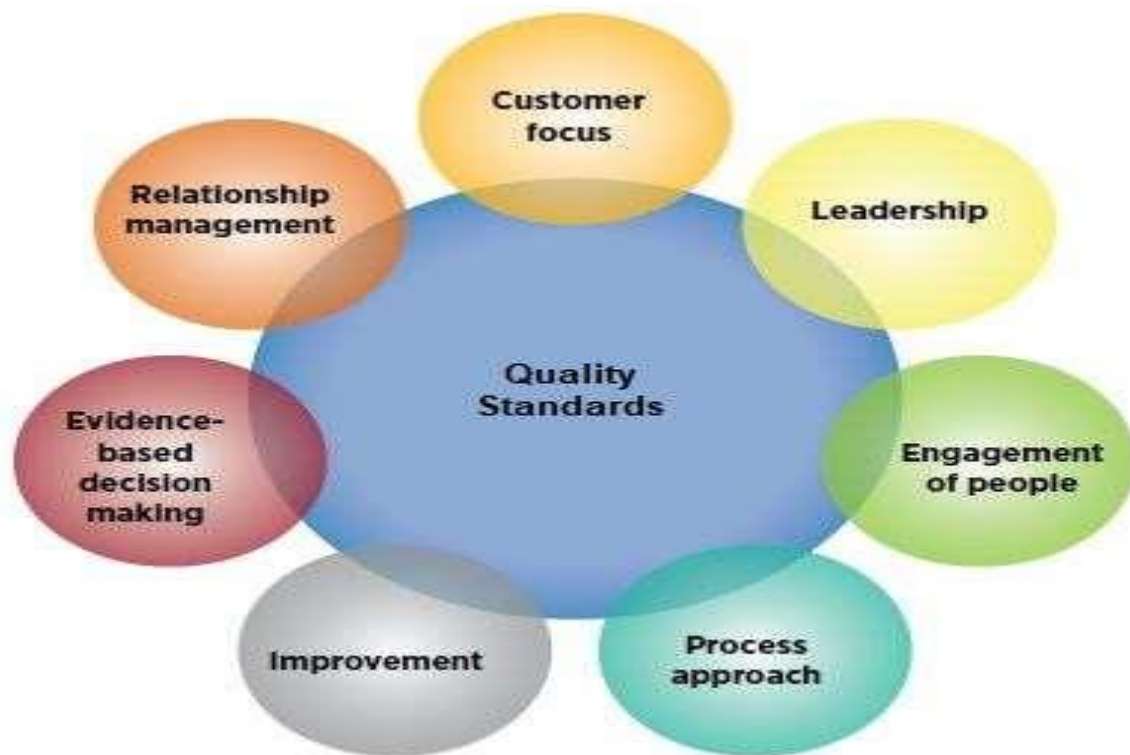 Customer
focus
Leadership
Engagement
of people
Process
approach
Improvement
Evidence-
based
decision
making
Relationship
management
Quality
Standards